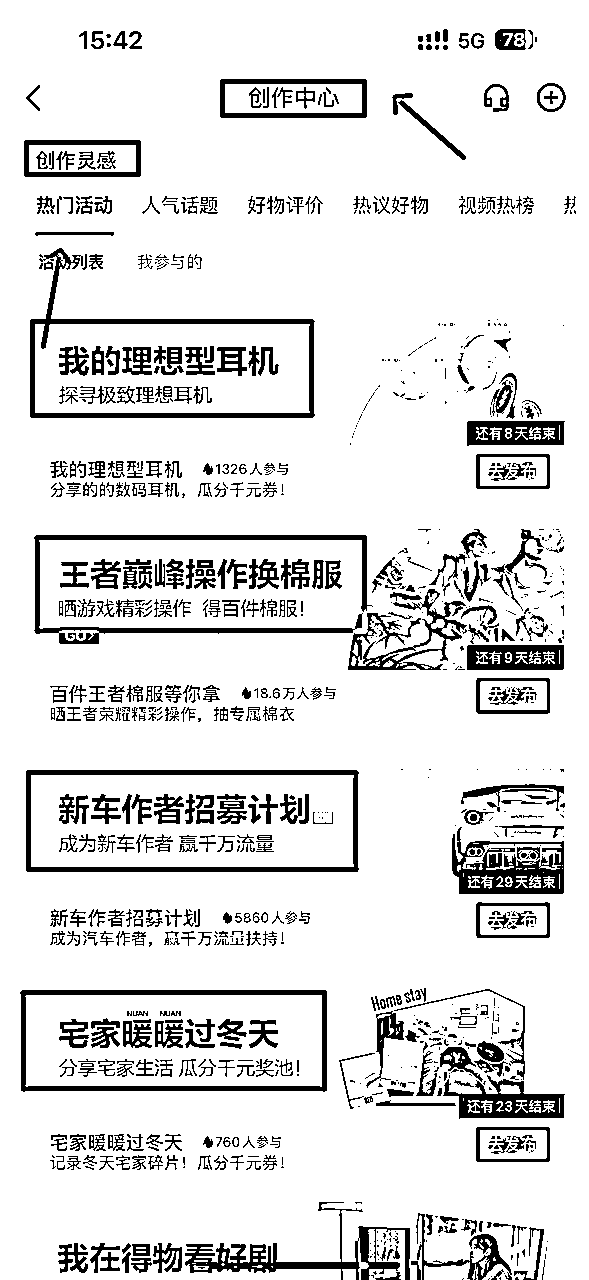 15:42 5G 78
创作中心
创作灵感
热门活动 人气话题 好物评价 热议好物 视频热榜
活动列表 我参与的
我的理想型耳机
探寻极致理想耳机
还有8天结束
我的理想型耳机 1326人参与
去发布
分享的的数码耳机，瓜分千元券！
王者巅峰操作换棉服
晒游戏精彩操作 得百件棉服！
GO>
还有9天结束
百件王者棉服等你拿 18.6万人参与
去发布
晒王者荣耀精彩操作，抽专属棉衣
新车作者招募计划
成为新车作者 赢千万流量
还有29天结束
新车作者招募计划 5860人参与
去发布
成为汽车作者，赢千万流量扶持！
Home stay
NUAN NUAN
宅家暖暖过冬天
分享宅家生活 瓜分千元奖池！
还有23天结束
宅家暖暖过冬天 760人参与
去发布
记录冬天宅家碎片！瓜分千元券！
我在得物看好剧